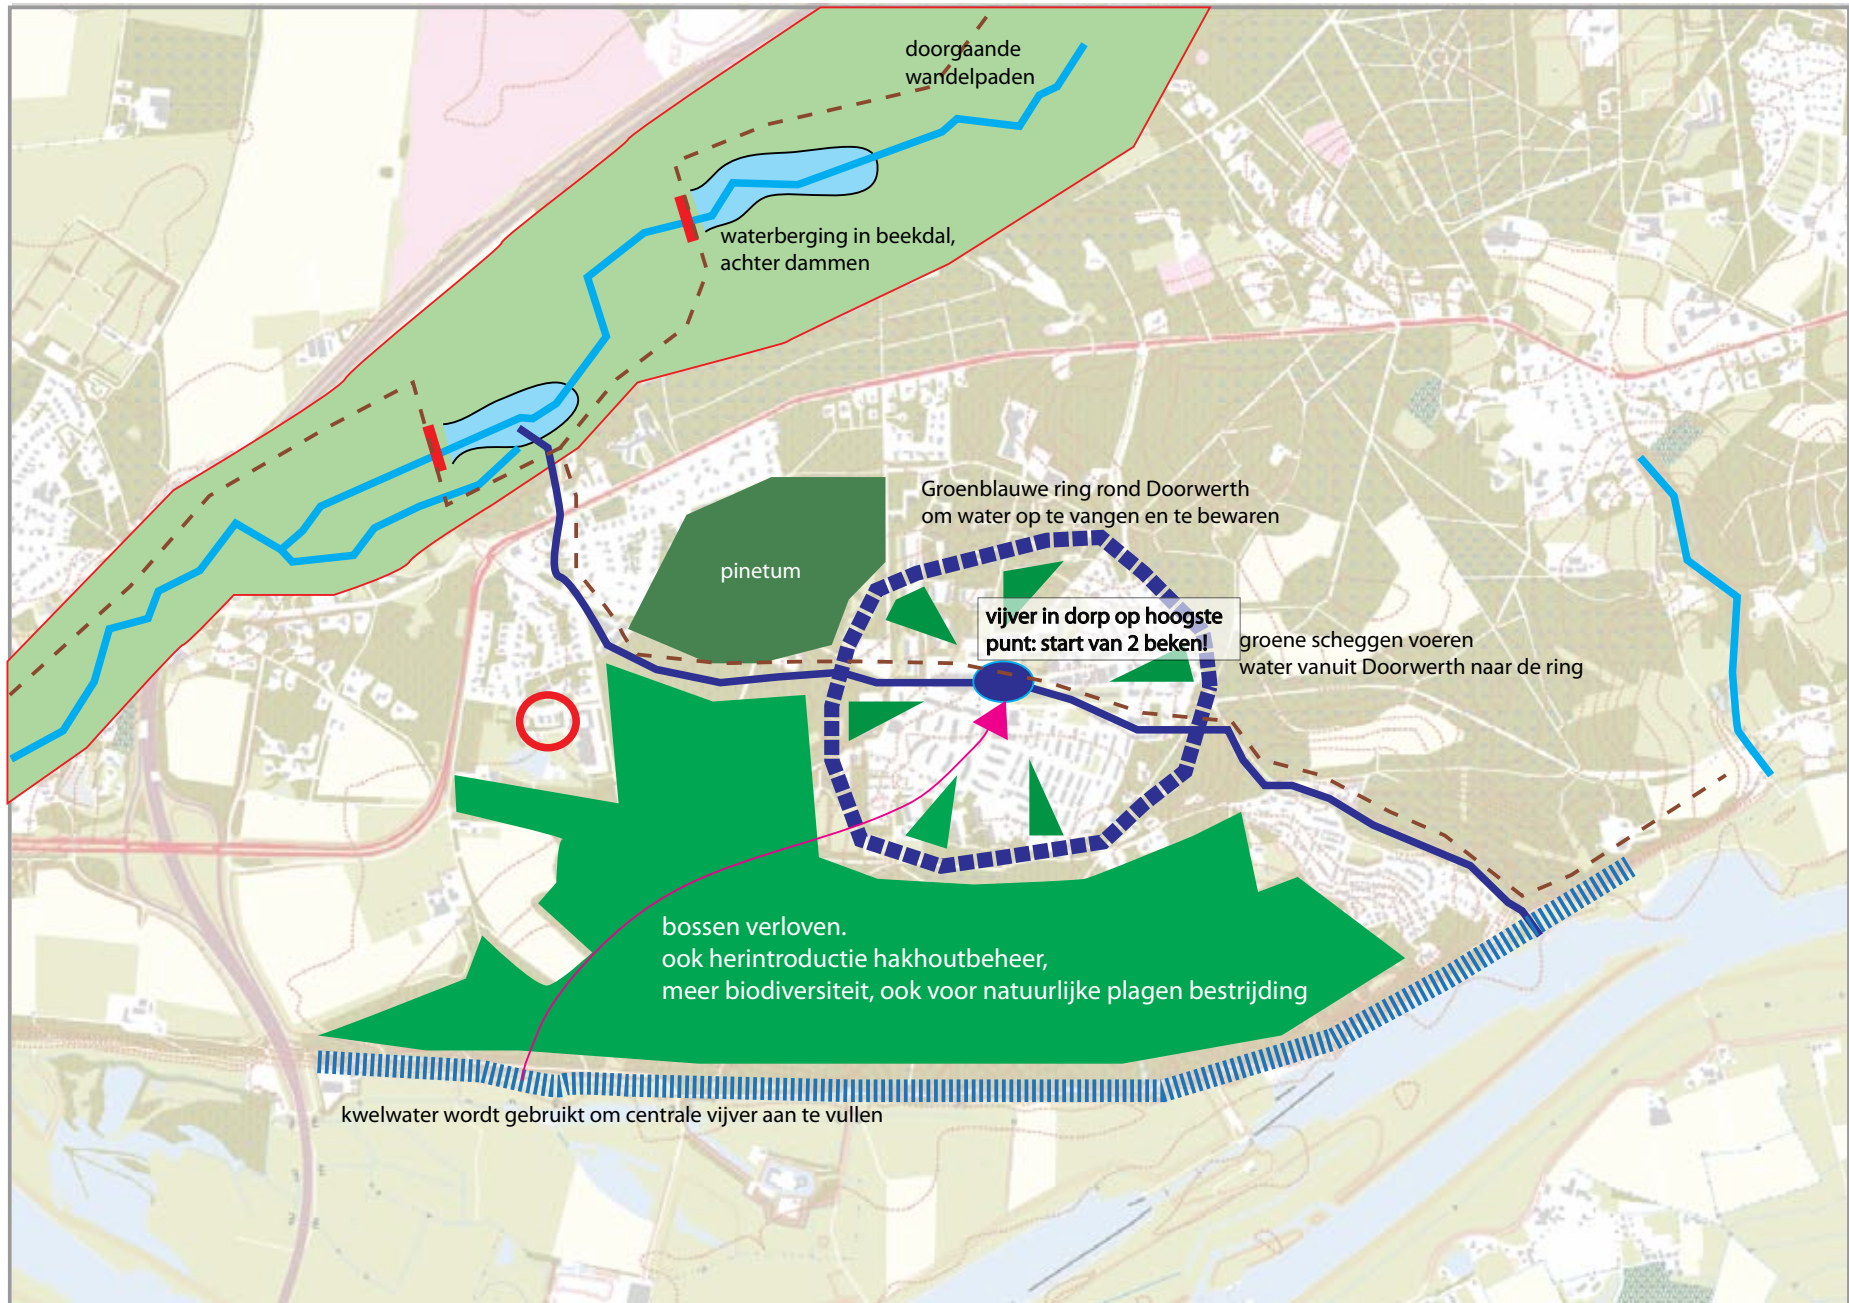 doorgaande
wandelpaden
waterberging in beekdal,
achter dammen
Groenblauwe ring rond Doorwerth
om water op te vangen en te bewaren
pinetum
vijver in dorp op hoogste
punt: start van 2 beken!
groene scheggen voeren
water vanuit Doorwerth naar de ring
bossen verloven.
ook herintroductie hakhoutbeheer,
meer biodiversiteit, ook voor natuurlijke plagen bestrijding
kwelwater wordt gebruikt om centrale vijver aan te vullen